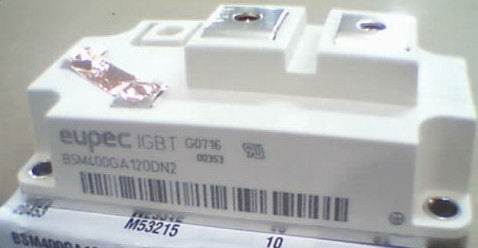 eupec IGBT G0716
BSM400GA120DN2 00353
M53215
10